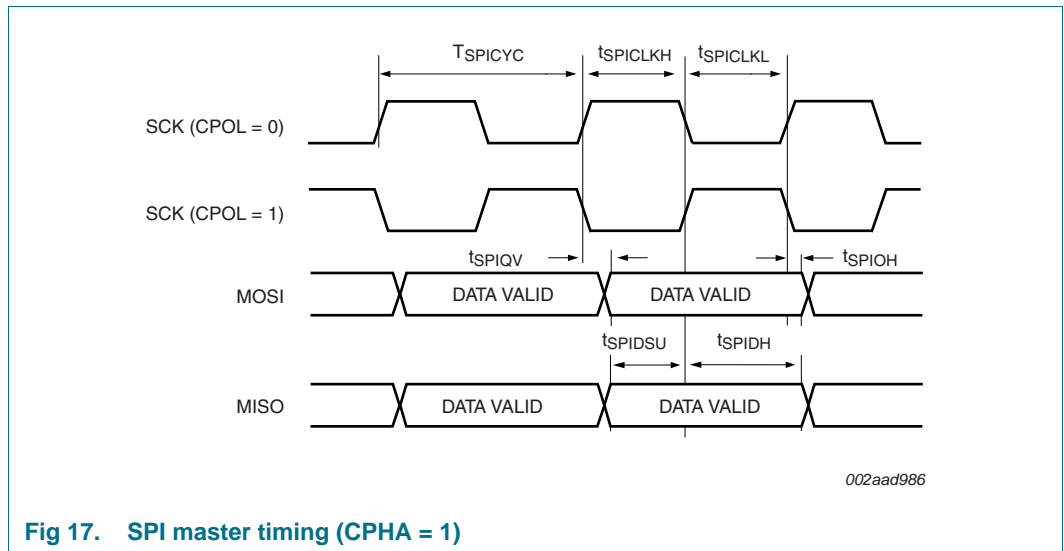 TSPICYC tSPICLKH tSPICLKL
SCK (CPOL = 0)
SCK (CPOL = 1)
tSPIQV tSPIOH
MOSI DATA VALID DATA VALID
tSPIDSU tSPIDH
MISO DATA VALID DATA VALID
002aad986
Fig 17. SPI master timing (CPHA = 1)